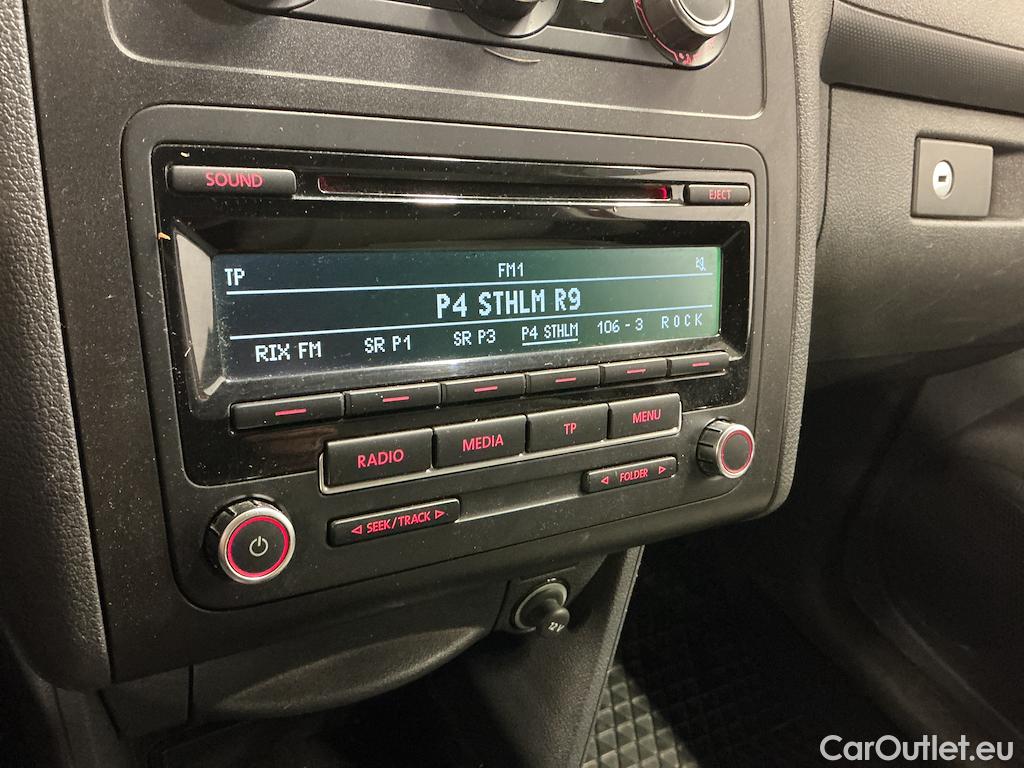 SOUND
EJECT
TP
FM1
P4 STHLM R9
RIX FM
SR P1
SR P3
P4 STHLM
106-3
ROCK
RADIO
MEDIA
TP
MENU
SEEK/TRACK
FOLDER
12V
CarOutlet.eu